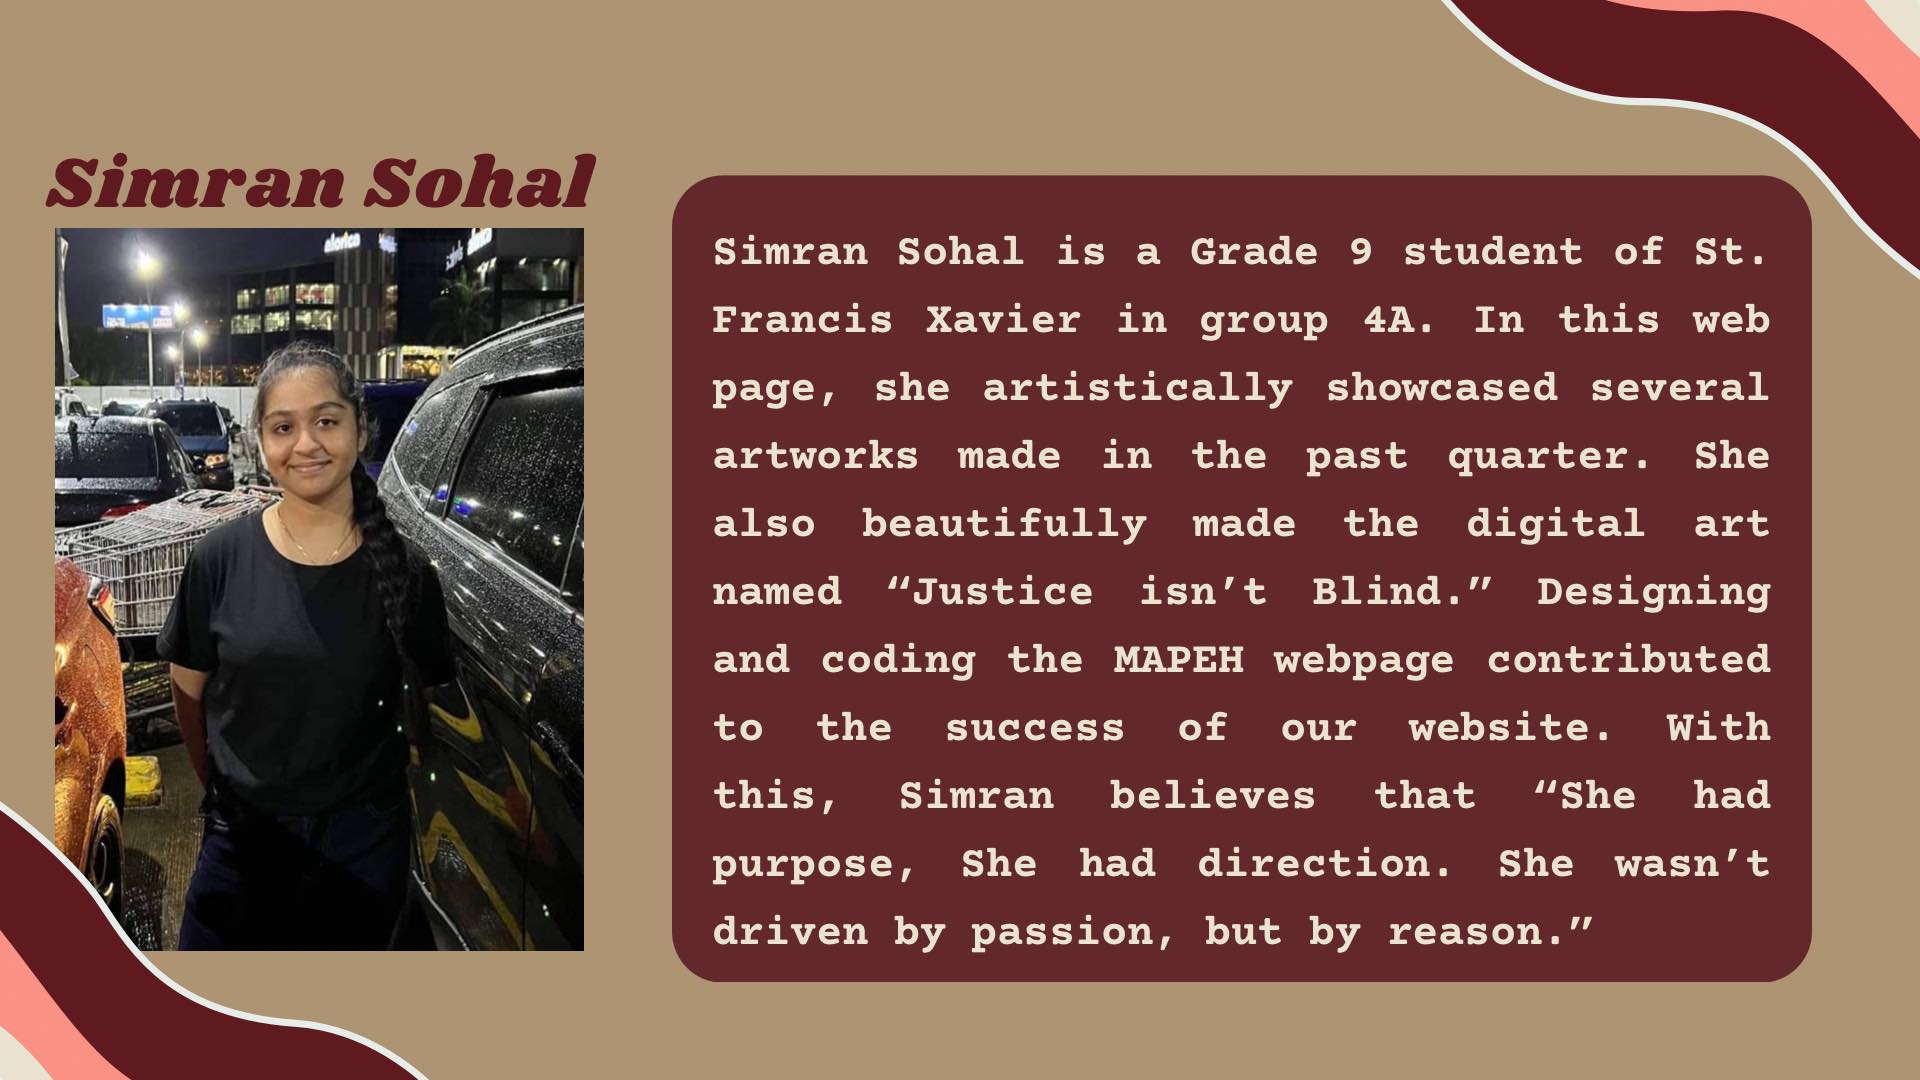 Simran Sohal
alorica
Simran Sohal is a Grade 9 student of St.
Francis Xavier in group 4A. In this web
page, she artistically showcased several
artworks made in the past quarter. She
also beautifully made the digital art
named “Justice isn’t Blind.” Designing
and coding the MAPEH webpage contributed
to the success of our website. With
this, Simran believes that “She had
purpose, She had direction. She wasn’t
driven by passion, but by reason.”